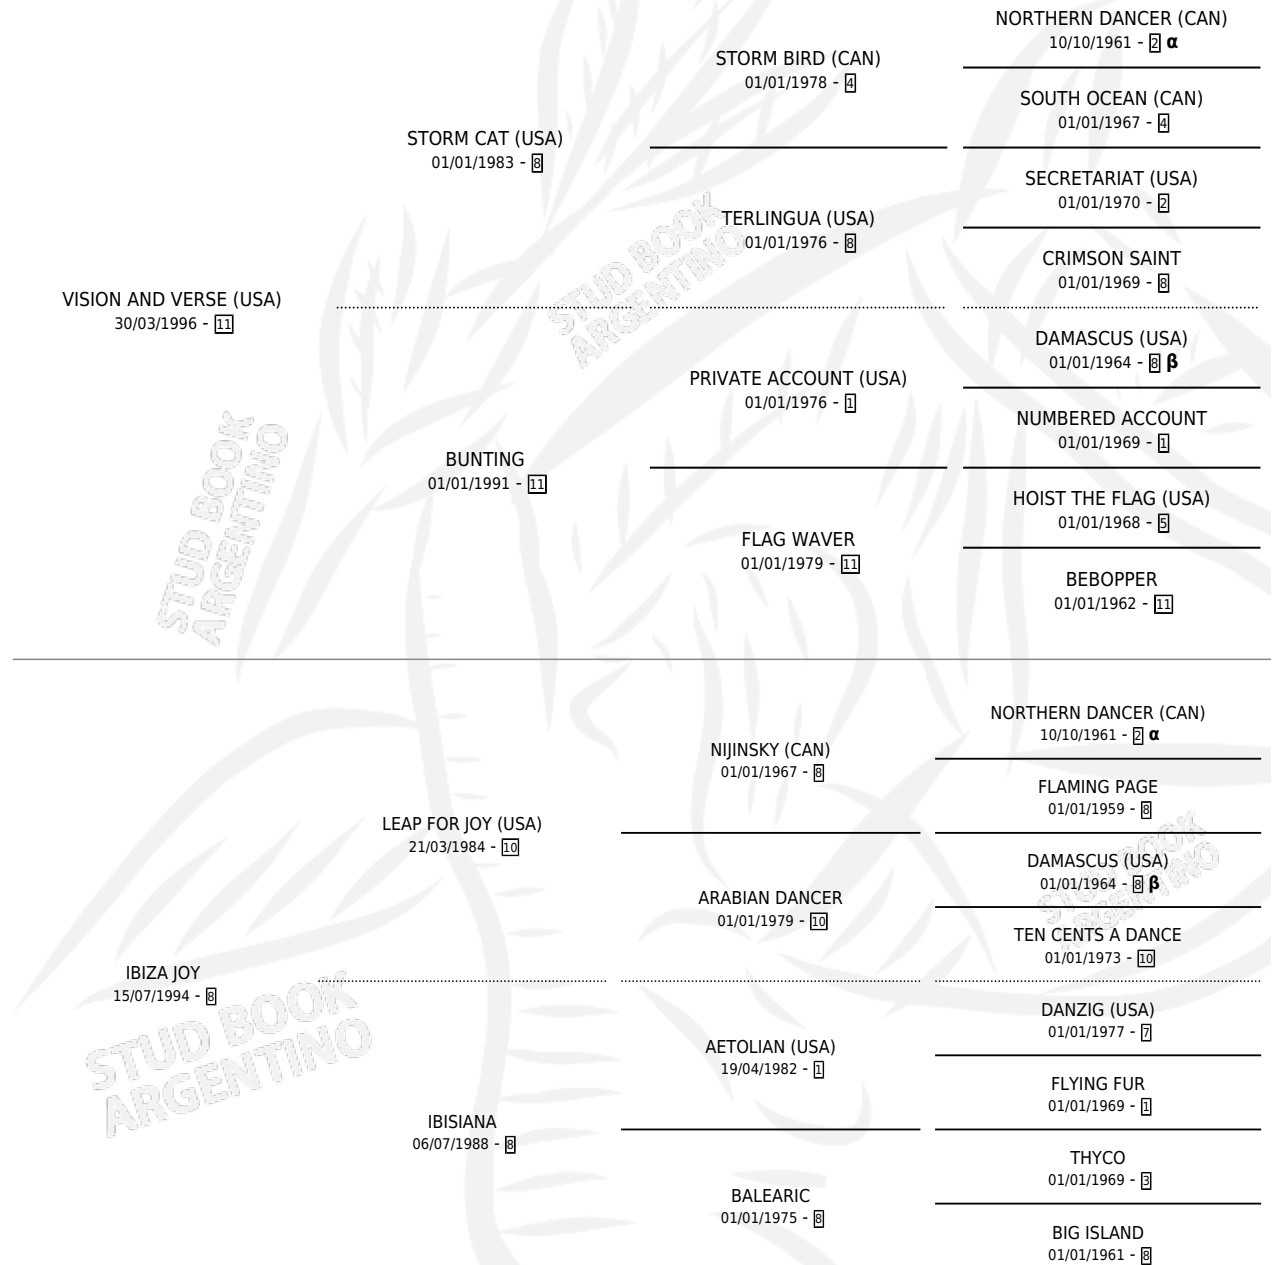 NORTHERN DANCER (CAN)
10/10/1961 - 2 α
STORM BIRD (CAN)
01/01/1978 - 4
SOUTH OCEAN (CAN)
01/01/1967 - 4
STORM CAT (USA)
01/01/1983 - 8
SECRETARIAT (USA)
01/01/1970 - 2
TERLINGUA (USA)
01/01/1976 - 8
CRIMSON SAINT
01/01/1969 - 8
STUD BOOK
ARGENTINO
VISION AND VERSE (USA)
30/03/1996 - 11
DAMASCUS (USA)
01/01/1964 - 8 β
PRIVATE ACCOUNT (USA)
01/01/1976 - 1
NUMBERED ACCOUNT
01/01/1969 - 1
BUNTING
01/01/1991 - 11
HOIST THE FLAG (USA)
01/01/1968 - 5
FLAG WAVER
01/01/1979 - 11
BEBOPPER
01/01/1962 - 11
STUD BOOK
ARGENTINO
NORTHERN DANCER (CAN)
10/10/1961 - 2 α
NIJINSKY (CAN)
01/01/1967 - 8
FLAMING PAGE
01/01/1959 - 8
LEAP FOR JOY (USA)
21/03/1984 - 10
DAMASCUS (USA)
01/01/1964 - 8 β
ARABIAN DANCER
01/01/1979 - 10
TEN CENTS A DANCE
01/01/1973 - 10
STUD BOOK
ARGENTINO
IBIZA JOY
15/07/1994 - 8
DANZIG (USA)
01/01/1977 - 7
AETOLIAN (USA)
19/04/1982 - 1
FLYING FUR
01/01/1969 - 1
IBISIANA
06/07/1988 - 8
THYCO
01/01/1969 - 3
BALEARIC
01/01/1975 - 8
BIG ISLAND
01/01/1961 - 8
STUD BOOK
ARGENTINO